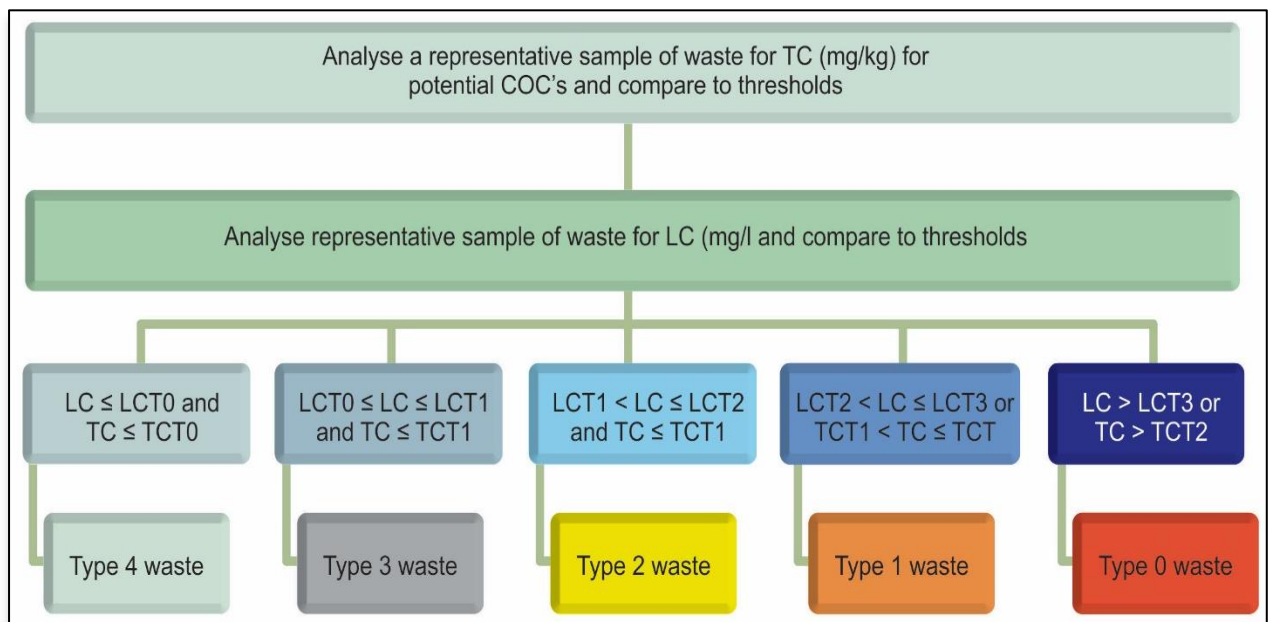 Analyse a representative sample of waste for TC (mg/kg) for
potential COC's and compare to thresholds
Analyse representative sample of waste for LC (mg/l and compare to thresholds
LC ≤ LCT0 and
TC ≤ TCT0
LCT0 ≤ LC ≤ LCT1
and TC ≤ TCT1
LCT1 < LC ≤ LCT2
and TC ≤ TCT1
LCT2 < LC ≤ LCT3 or
TCT1 < TC ≤ TCT
LC > LCT3 or
TC > TCT2
Type 4 waste
Type 3 waste
Type 2 waste
Type 1 waste
Type 0 waste